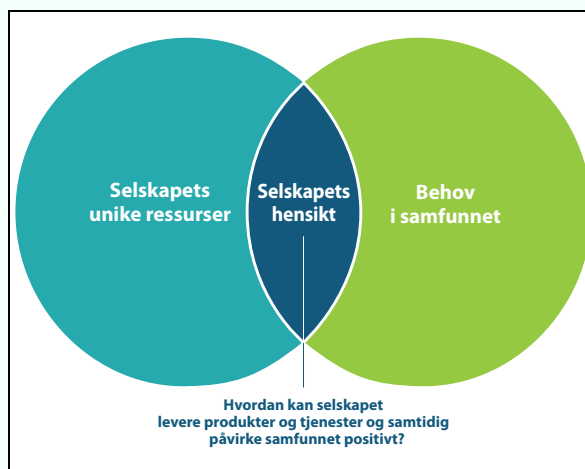 Selskapets
unike ressurser
Selskapets
hensikt
Behov
i samfunnet
Hvordan kan selskapet
levere produkter og tjenester og samtidig
påvirke samfunnet positivt?